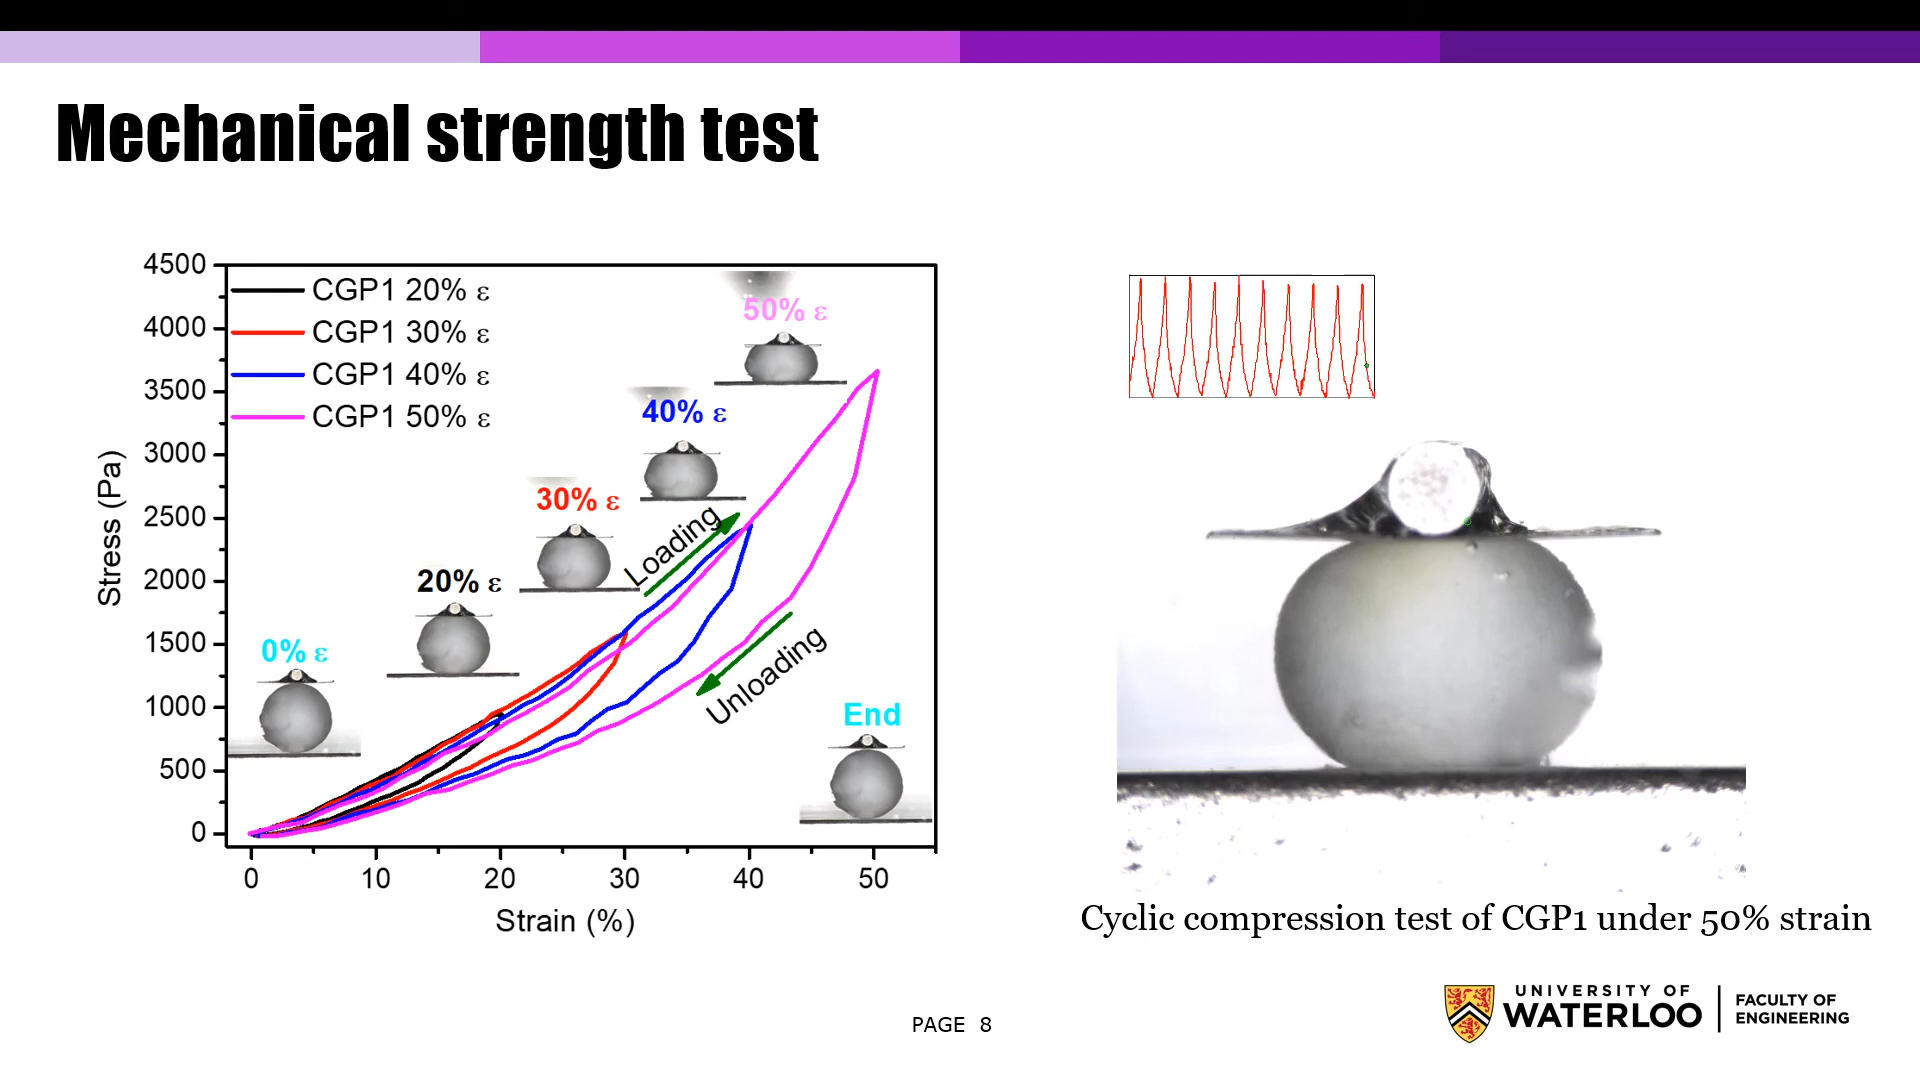 Mechanical strength test
4500
4000
3500
3000
2500
2000
1500
1000
500
0
Stress (Pa)
CGP1 20% ε
CGP1 30% ε
CGP1 40% ε
CGP1 50% ε
50% ε
40% ε
30% ε
20% ε
0% ε
Loading
Unloading
End
0 10 20 30 40 50
Strain (%)
Cyclic compression test of CGP1 under 50% strain
PAGE 8
UNIVERSITY OF
WATERLOO
FACULTY OF
ENGINEERING